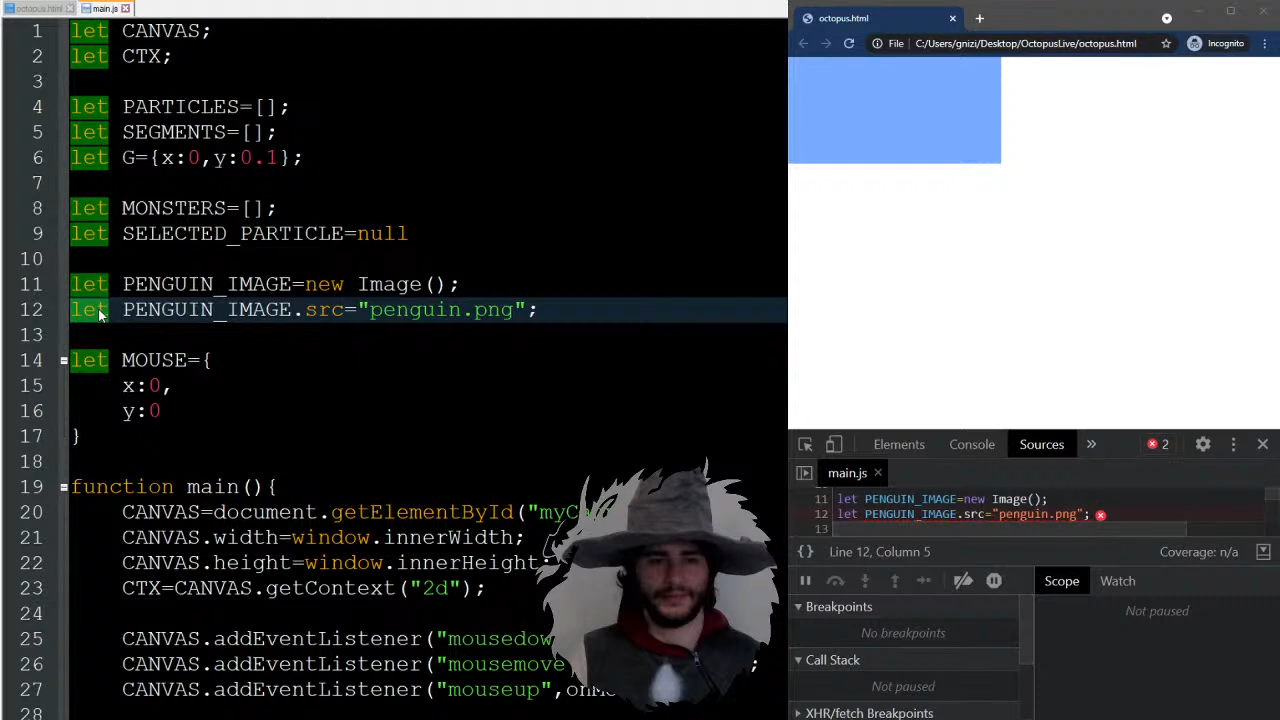 octopus.html main.js
1 let CANVAS;
2 let CTX;
3
4 let PARTICLES=[];
5 let SEGMENTS=[];
6 let G={x:0,y:0.1};
7
8 let MONSTERS=[];
9 let SELECTED_PARTICLE=null
10
11 let PENGUIN_IMAGE=new Image();
12 let PENGUIN_IMAGE.src="penguin.png";
13
14 let MOUSE={
15 x:0,
16 y:0
17 }
18
19 function main(){
20 CANVAS=document.getElementById("myC
21 CANVAS.width=window.innerWidth;
22 CANVAS.height=window.innerHeight;
23 CTX=CANVAS.getContext("2d");
24
25 CANVAS.addEventListener("mousedow
26 CANVAS.addEventListener("mousemove ;
27 CANVAS.addEventListener("mouseup",onMo
28
octopus.html
File C:/Users/gnizi/Desktop/OctopusLive/octopus.html Incognito
Elements Console Sources » 2
main.js
11 let PENGUIN_IMAGE=new Image();
12 let PENGUIN_IMAGE.src="penguin.png";
13
{} Line 12, Column 5 Coverage: n/a
Scope Watch
Breakpoints Not paused
No breakpoints
Call Stack
Not paused
XHR/fetch Breakpoints